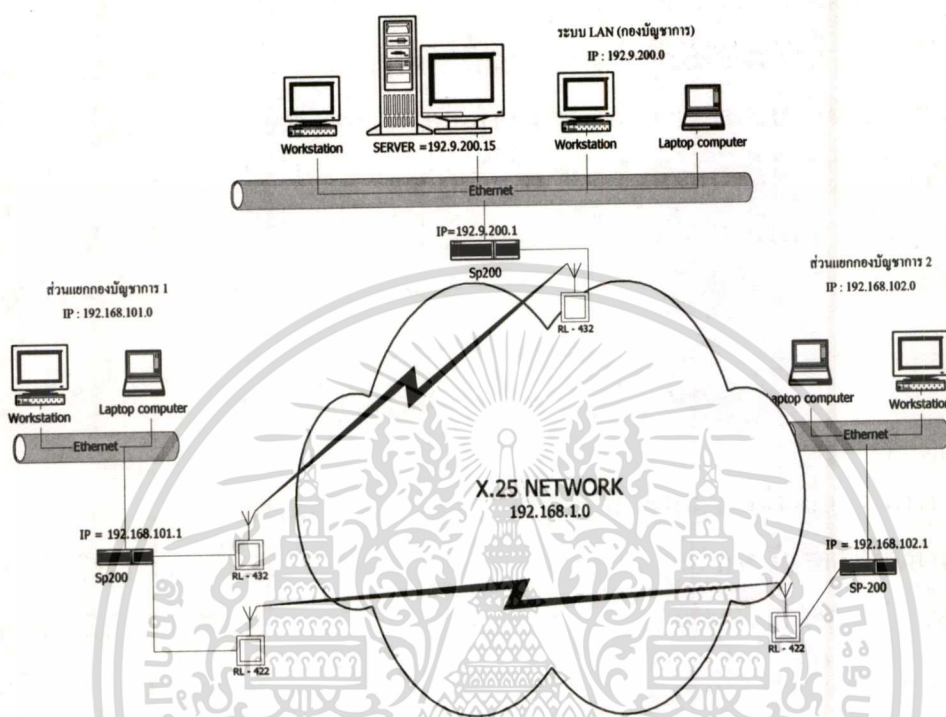 ระบบ LAN (กองบัญชาการ)
IP : 192.9.200.0
Workstation
SERVER =192.9.200.15
Workstation
Laptop computer
Ethernet
IP=192.9.200.1
Sp200
RL - 432
ส่วนแยกกองบัญชาการ 1
IP : 192.168.101.0
Workstation
Laptop computer
Ethernet
IP = 192.168.101.1
Sp200
RL - 432
RL - 422
X.25 NETWORK
192.168.1.0
ส่วนแยกกองบัญชาการ 2
IP : 192.168.102.0
aptop computer
Workstation
Ethernet
IP = 192.168.102.1
SP-200
RL - 422